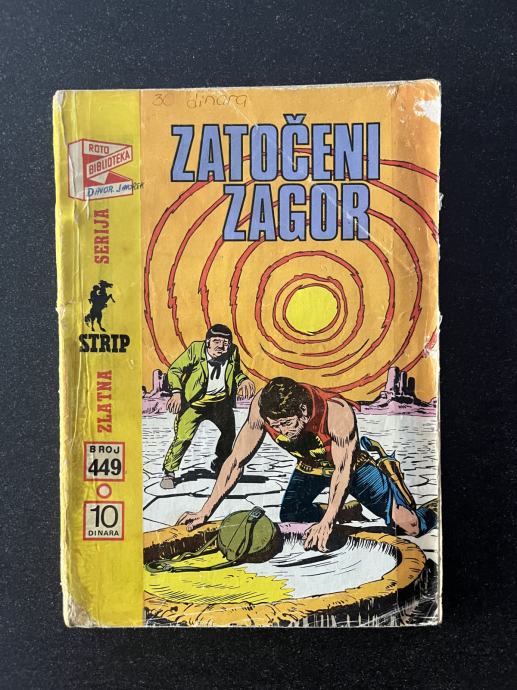 30 dinara
ZATOČENI
ZAGOR
ROTO
BIBLIOTEKA
SERIJA
STRIP
ZLATNA
BROJ
449
10
DINARA